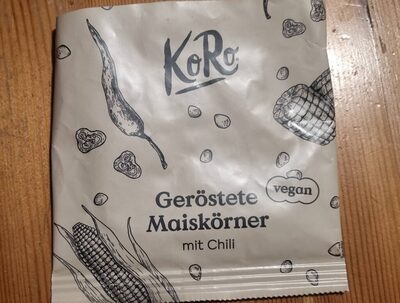 KoRo
Geröstete
vegan
Maiskörner
mit Chili